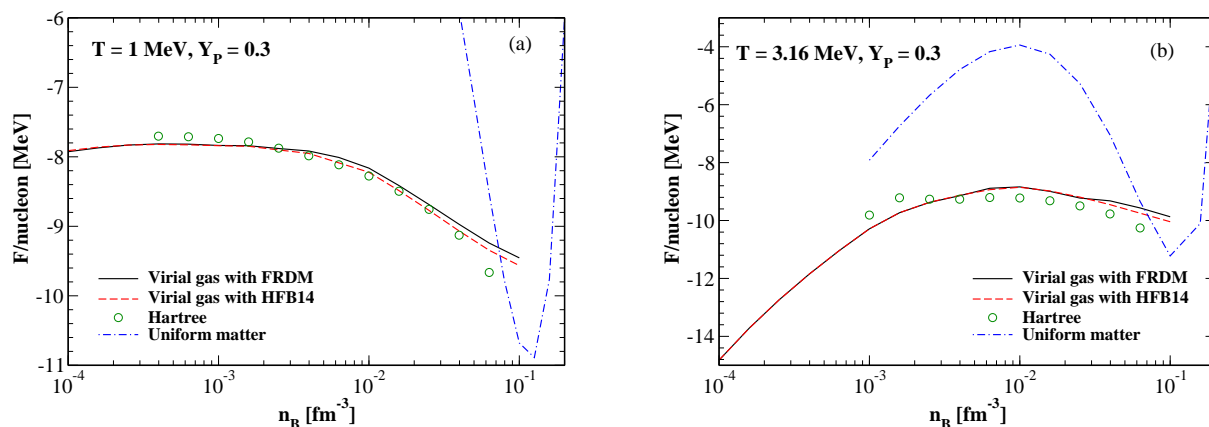 T = 1 MeV, Y_P = 0.3
(a)
F/nucleon [MeV]
-6
-7
-8
-9
-10
-11
Virial gas with FRDM
Virial gas with HFB14
Hartree
Uniform matter
10^-4
10^-3
10^-2
10^-1
n_B [fm^-3]
T = 3.16 MeV, Y_P = 0.3
(b)
F/nucleon [MeV]
-4
-6
-8
-10
-12
-14
Virial gas with FRDM
Virial gas with HFB14
Hartree
Uniform matter
10^-4
10^-3
10^-2
10^-1
n_B [fm^-3]